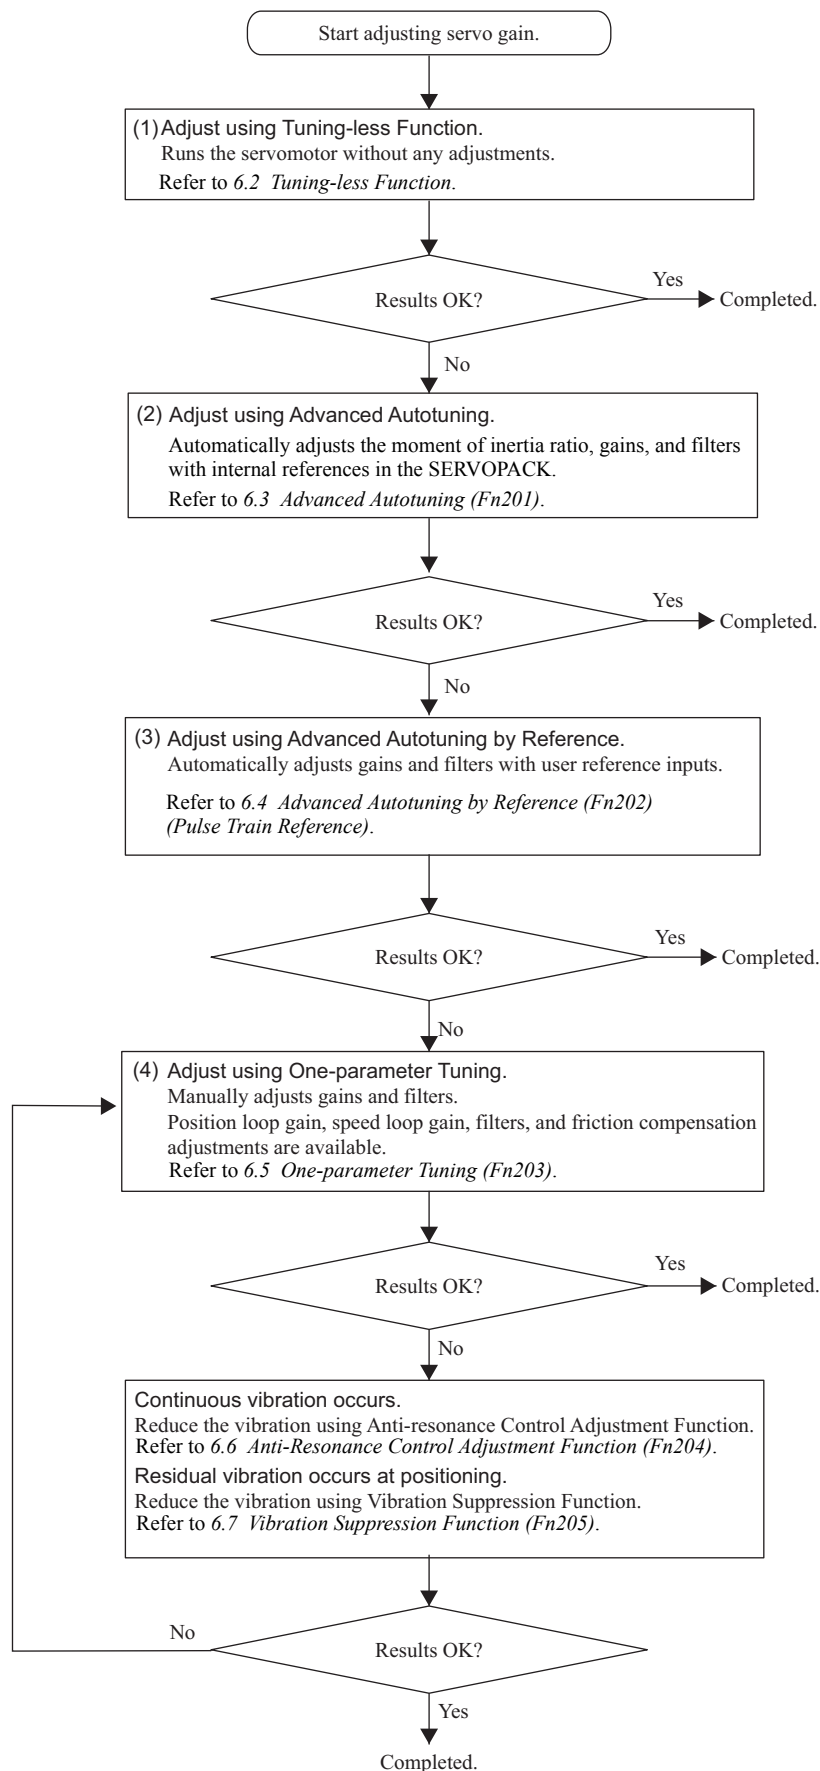 Start adjusting servo gain.
(1) Adjust using Tuning-less Function.
Runs the servomotor without any adjustments.
Refer to 6.2 Tuning-less Function.
Results OK?
Yes
Completed.
No
(2) Adjust using Advanced Autotuning.
Automatically adjusts the moment of inertia ratio, gains, and filters
with internal references in the SERVOPACK.
Refer to 6.3 Advanced Autotuning (Fn201).
Results OK?
Yes
Completed.
No
(3) Adjust using Advanced Autotuning by Reference.
Automatically adjusts gains and filters with user reference inputs.
Refer to 6.4 Advanced Autotuning by Reference (Fn202)
(Pulse Train Reference).
Results OK?
Yes
Completed.
No
(4) Adjust using One-parameter Tuning.
Manually adjusts gains and filters.
Position loop gain, speed loop gain, filters, and friction compensation
adjustments are available.
Refer to 6.5 One-parameter Tuning (Fn203).
Results OK?
Yes
Completed.
No
Continuous vibration occurs.
Reduce the vibration using Anti-resonance Control Adjustment Function.
Refer to 6.6 Anti-Resonance Control Adjustment Function (Fn204).
Residual vibration occurs at positioning.
Reduce the vibration using Vibration Suppression Function.
Refer to 6.7 Vibration Suppression Function (Fn205).
No
Results OK?
Yes
Completed.